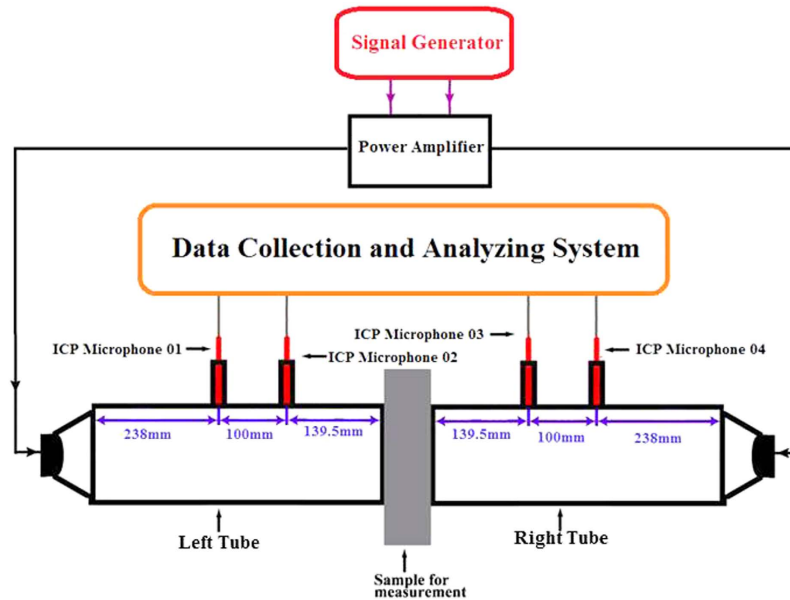 Signal Generator
Power Amplifier
Data Collection and Analyzing System
ICP Microphone 01
ICP Microphone 02
ICP Microphone 03
ICP Microphone 04
238mm
100mm
139.5mm
139.5mm
100mm
238mm
Left Tube
Right Tube
Sample for
measurement